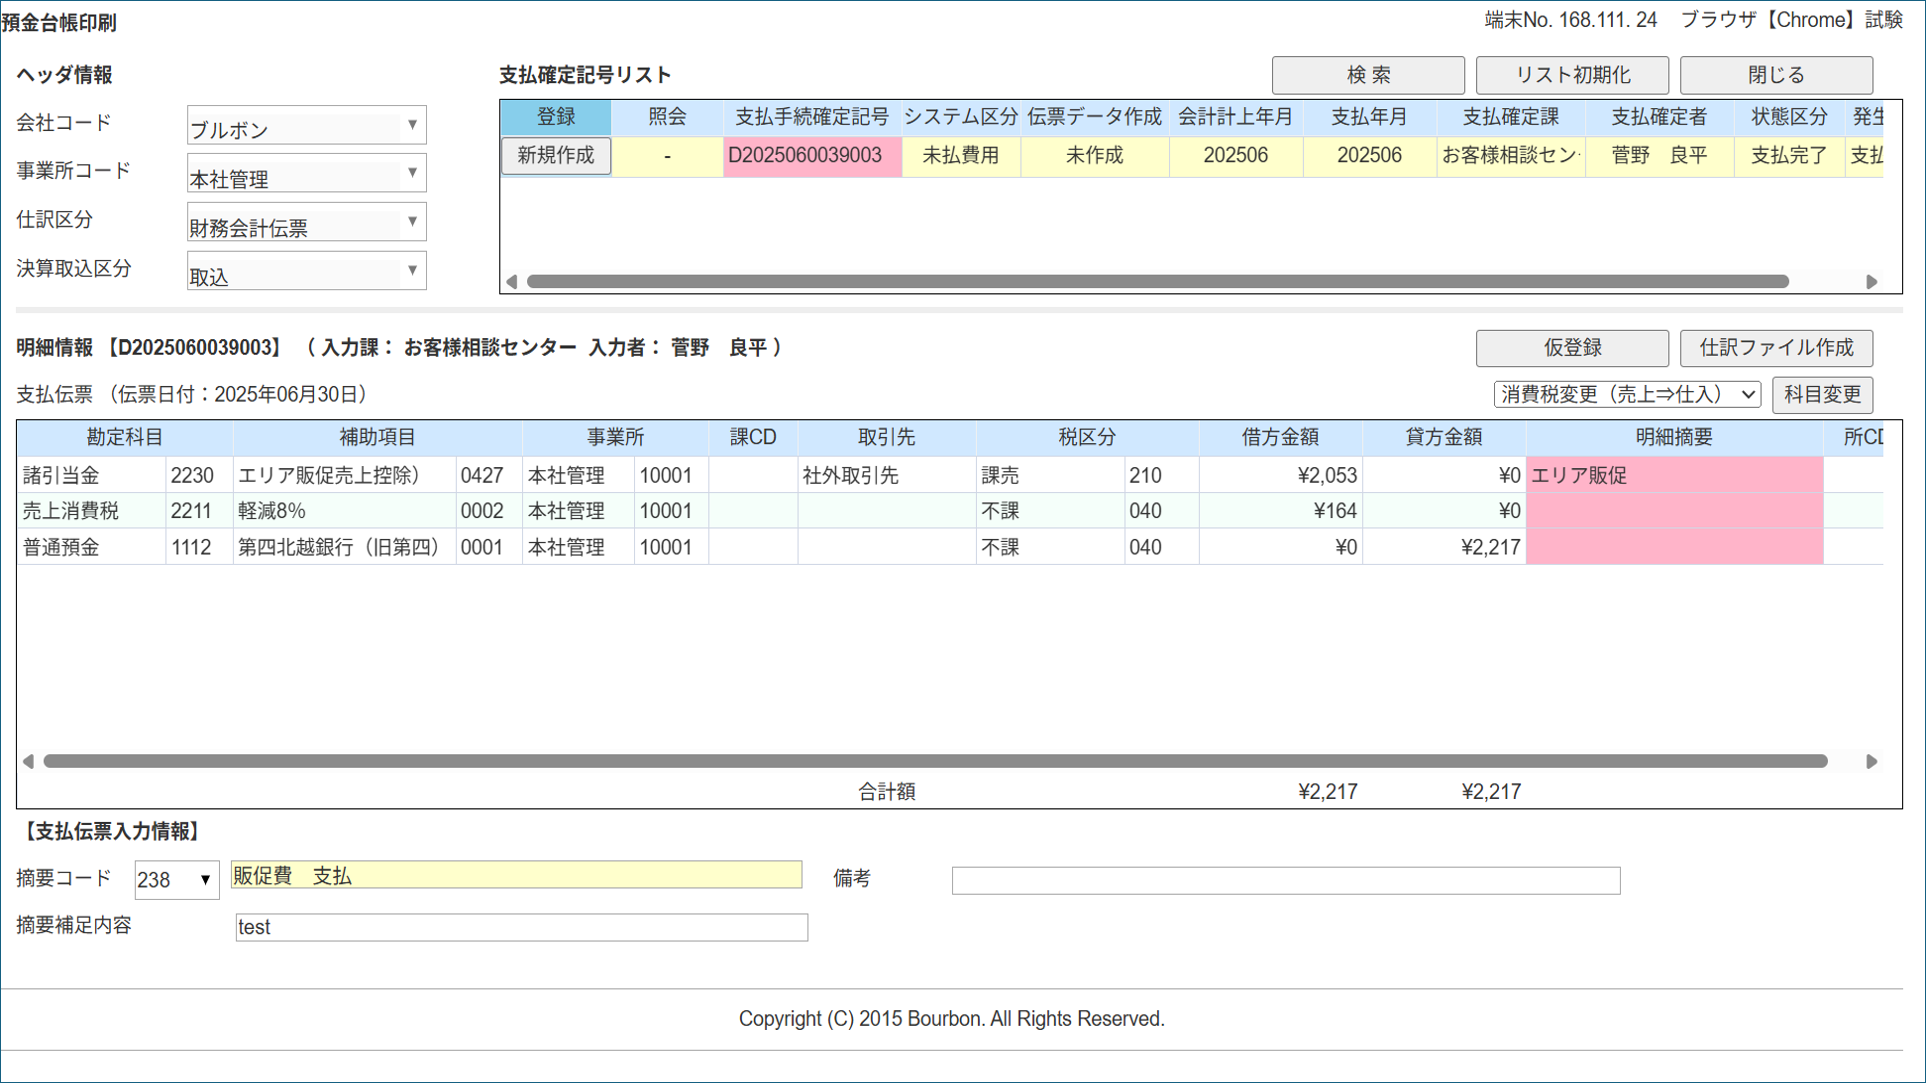 預金台帳印刷
端末No. 168.111. 24 ブラウザ【Chrome】試験
ヘッダ情報
支払確定記号リスト
検 索 リスト初期化 閉じる
会社コード ブルボン ▼
事業所コード 本社管理 ▼
仕訳区分 財務会計伝票 ▼
決算取込区分 取込 ▼
登録 照会 支払手続確定記号 システム区分 伝票データ作成 会計計上年月 支払年月 支払確定課 支払確定者 状態区分 発生
新規作成 - D2025060039003 未払費用 未作成 202506 202506 お客様相談セン 菅野 良平 支払完了 支払
明細情報 【D2025060039003】 （ 入力課： お客様相談センター 入力者： 菅野 良平 ）
仮登録 仕訳ファイル作成
支払伝票 （伝票日付：2025年06月30日）
消費税変更（売上⇒仕入） 科目変更
勘定科目 補助項目 事業所 課CD 取引先 税区分 借方金額 貸方金額 明細摘要 所CD
諸引当金 2230 エリア販促売上控除） 0427 本社管理 10001 社外取引先 課売 210 ¥2,053 ¥0 エリア販促
売上消費税 2211 軽減8% 0002 本社管理 10001 不課 040 ¥164 ¥0
普通預金 1112 第四北越銀行（旧第四） 0001 本社管理 10001 不課 040 ¥0 ¥2,217
合計額 ¥2,217 ¥2,217
【支払伝票入力情報】
摘要コード 238 ▼ 販促費 支払 備考
摘要補足内容 test
Copyright (C) 2015 Bourbon. All Rights Reserved.